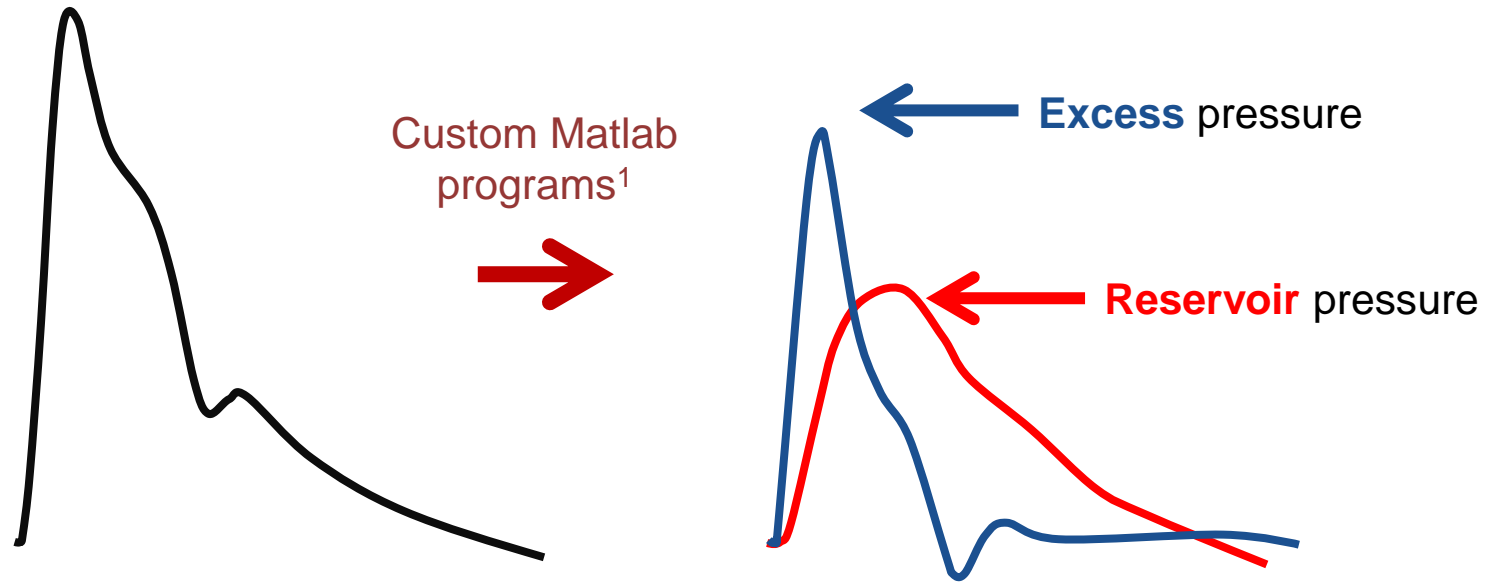 Custom Matlab
programs¹
Excess pressure
Reservoir pressure